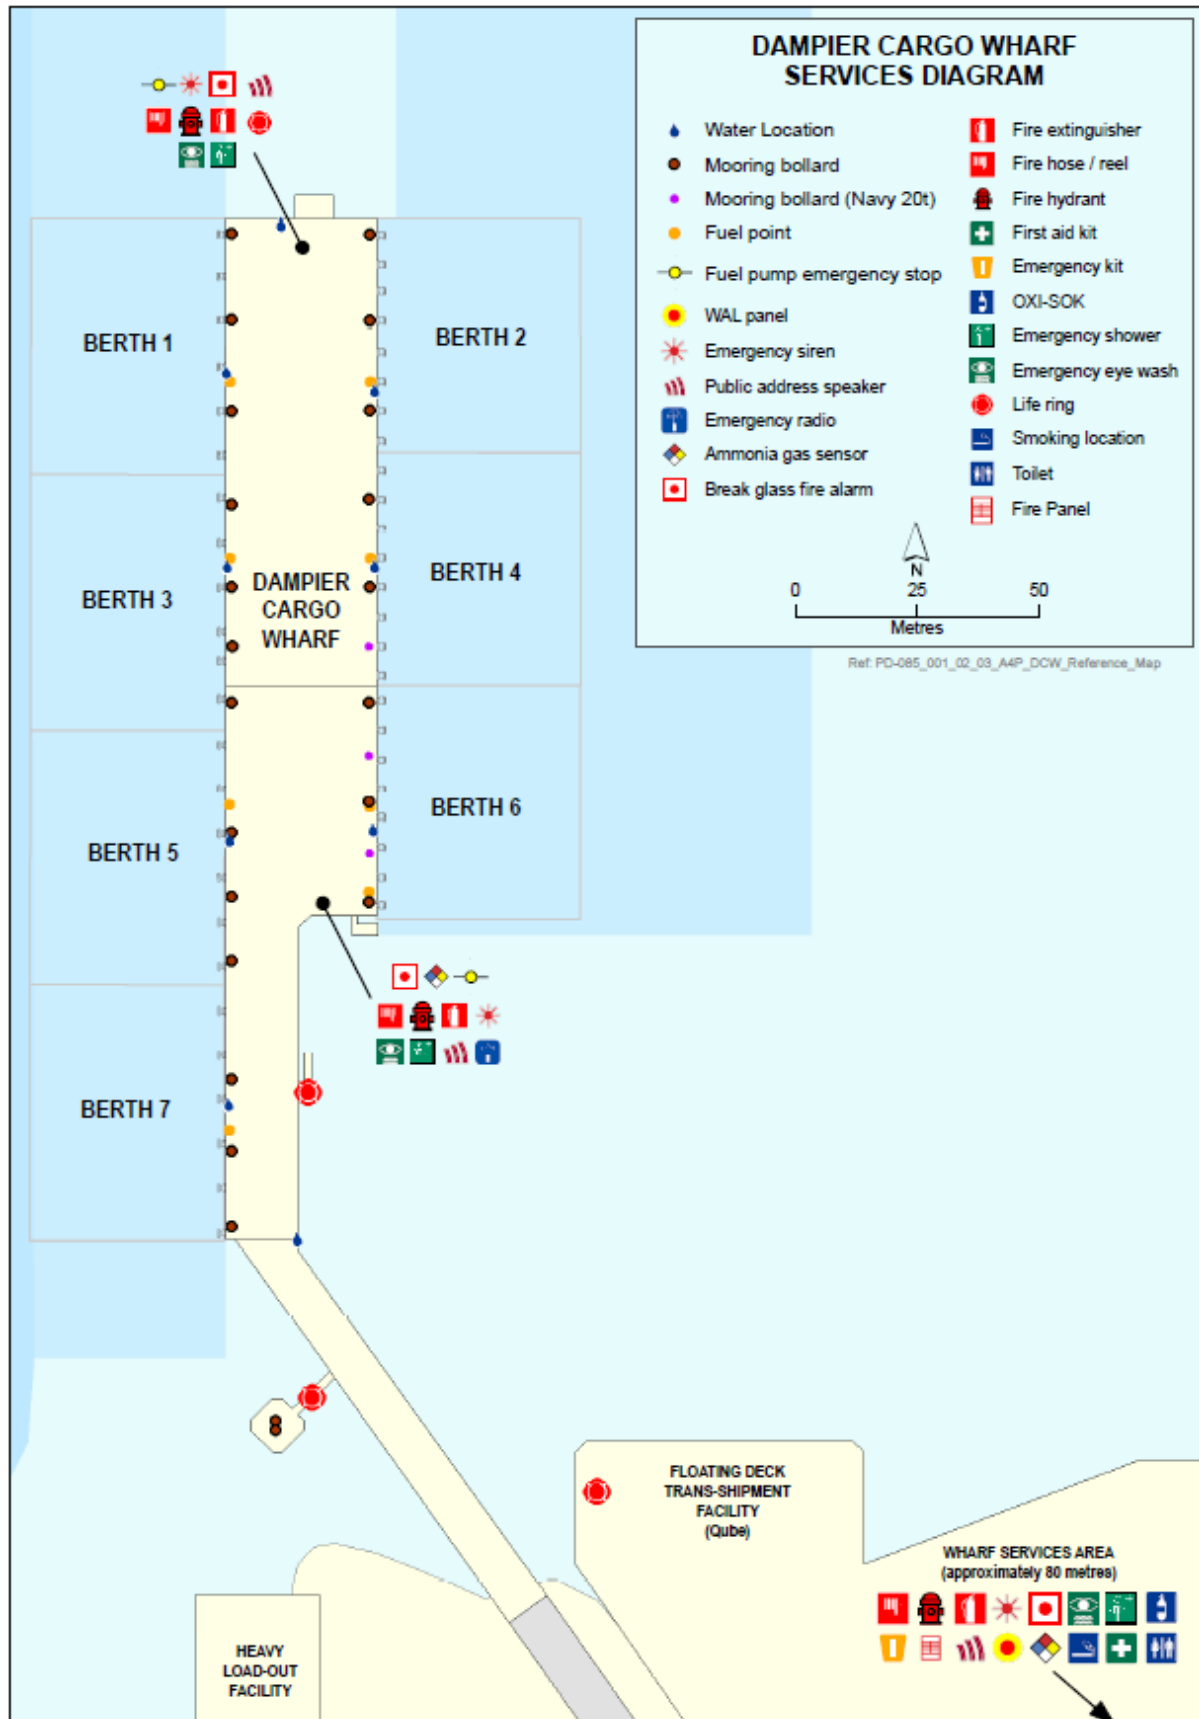 DAMPIER CARGO WHARF
SERVICES DIAGRAM
Water Location
Mooring bollard
Mooring bollard (Navy 20t)
Fuel point
Fuel pump emergency stop
WAL panel
Emergency siren
Public address speaker
Emergency radio
Ammonia gas sensor
Break glass fire alarm
Fire extinguisher
Fire hose / reel
Fire hydrant
First aid kit
Emergency kit
OXI-SOK
Emergency shower
Emergency eye wash
Life ring
Smoking location
Toilet
Fire Panel
N
0 25 50
Metres
Ref: PD-085_001_02_03_A4P_DCW_Reference_Map
BERTH 1
BERTH 2
BERTH 3
DAMPIER
CARGO
WHARF
BERTH 4
BERTH 5
BERTH 6
BERTH 7
FLOATING DECK
TRANS-SHIPMENT
FACILITY
(Qube)
WHARF SERVICES AREA
(approximately 80 metres)
HEAVY
LOAD-OUT
FACILITY